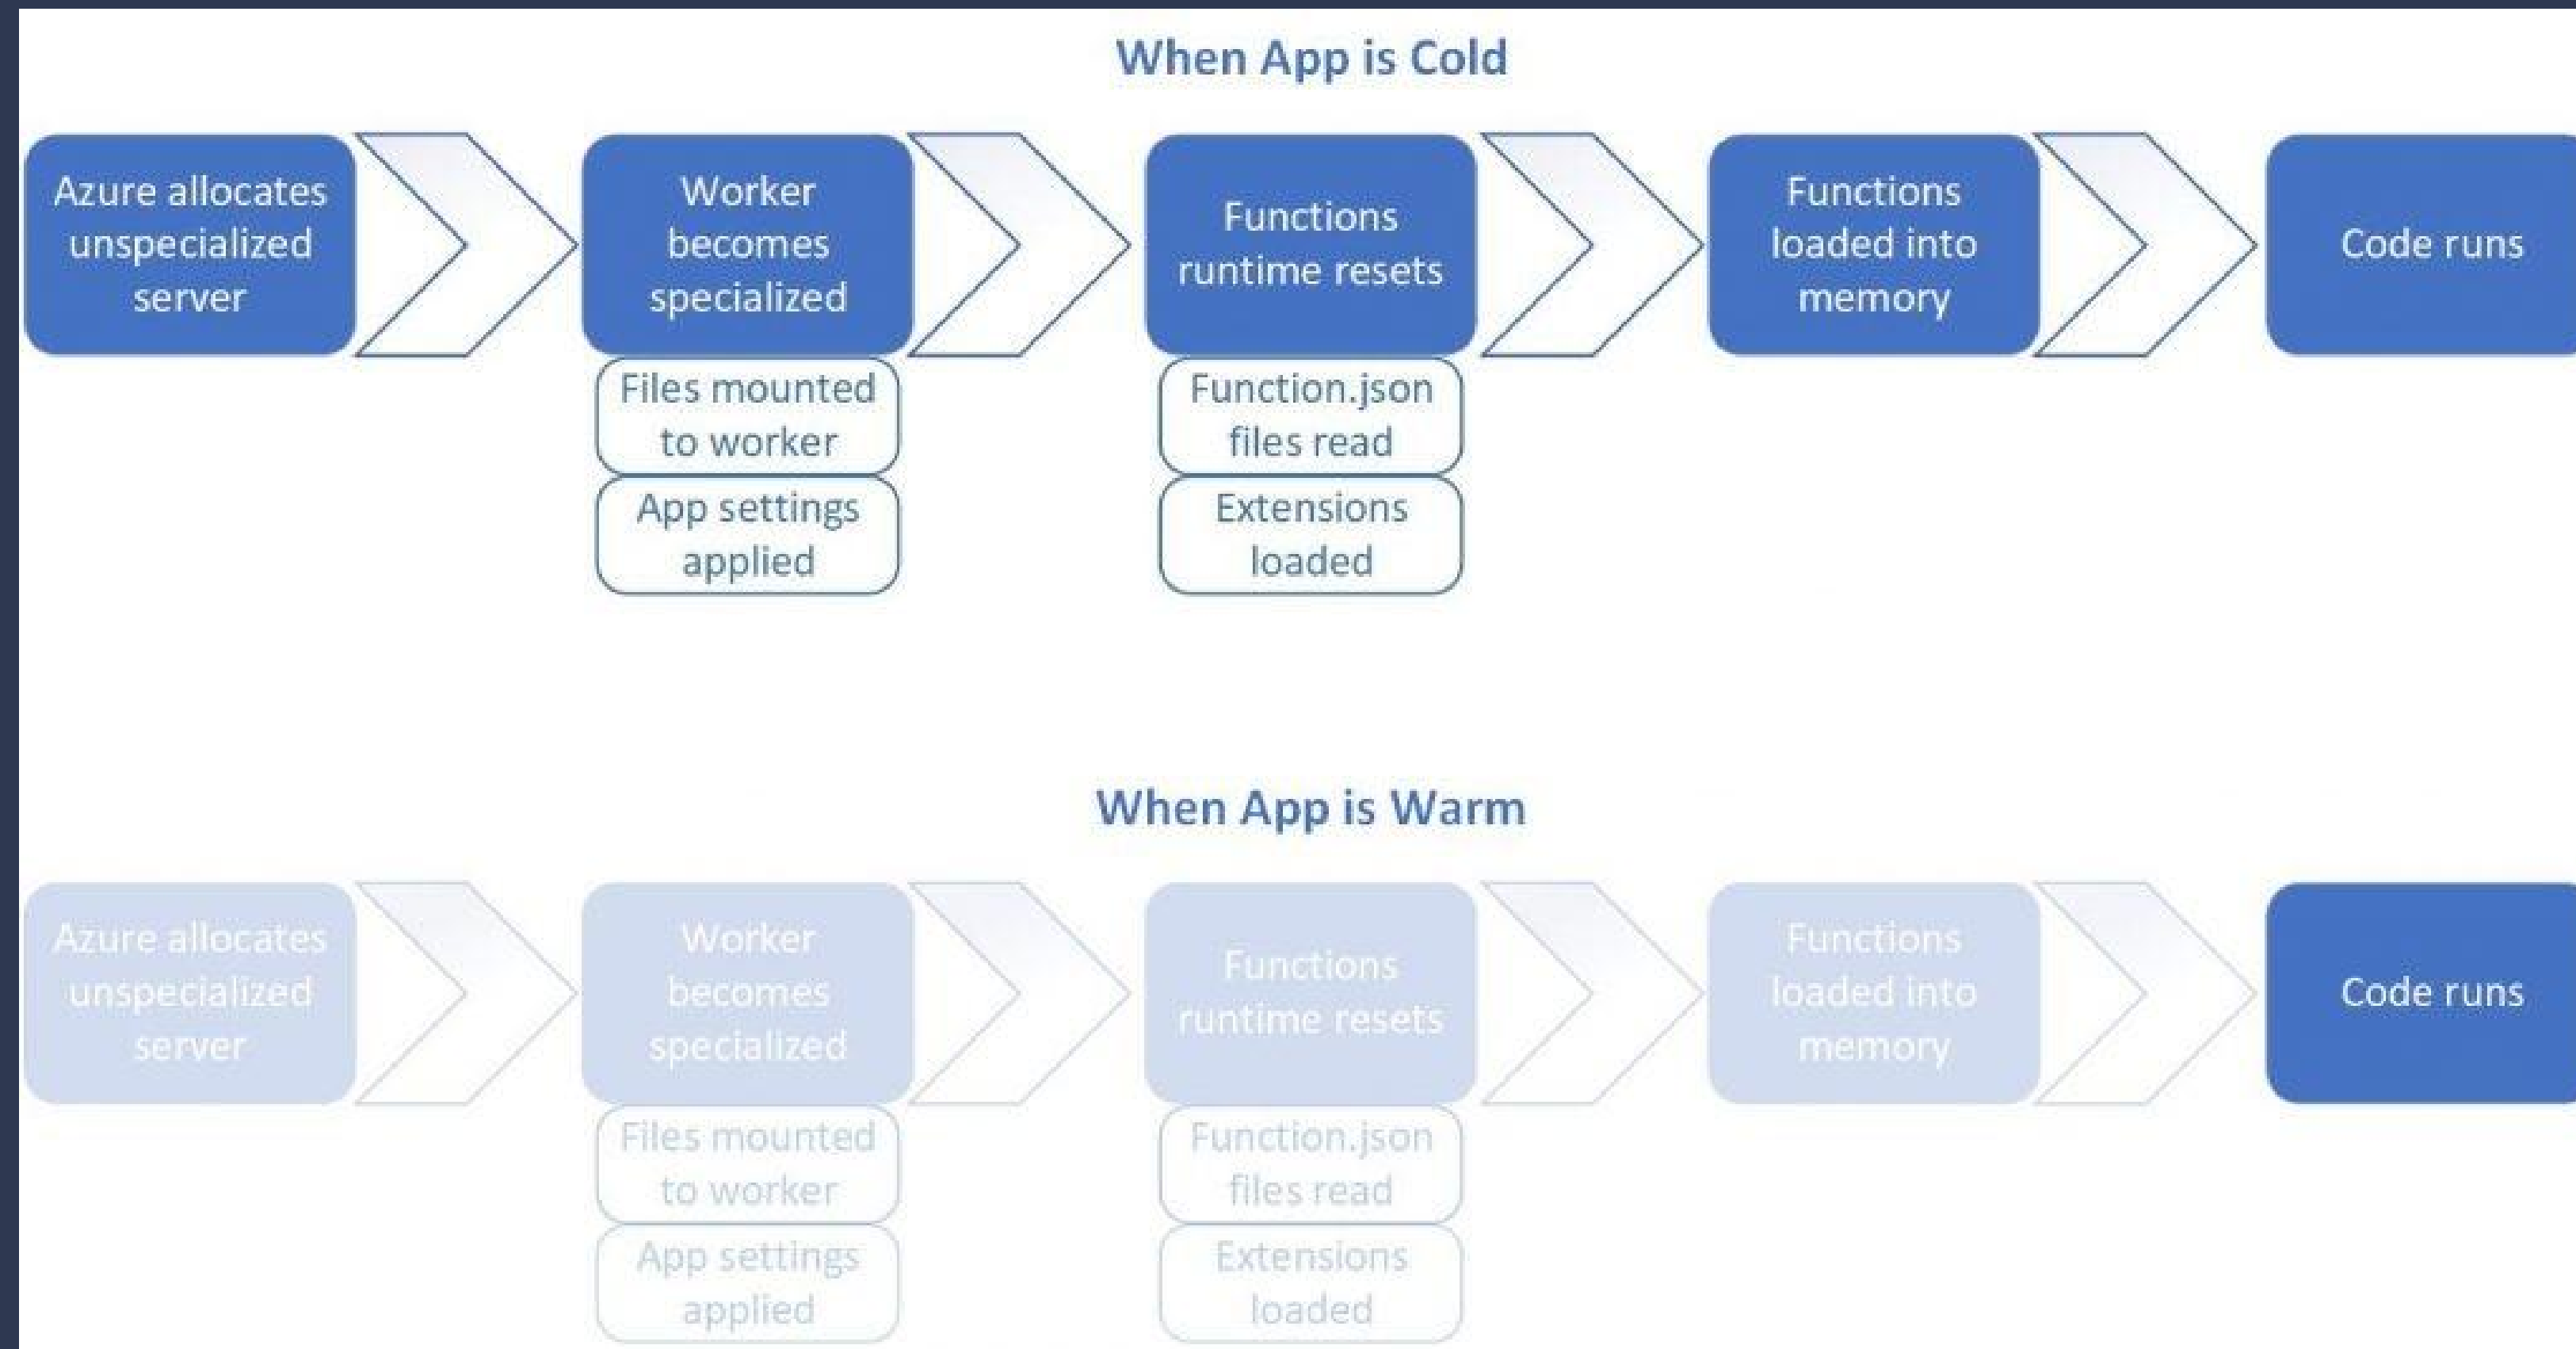 When App is Cold
Azure allocates
unspecialized
server
Worker
becomes
specialized
Files mounted
to worker
App settings
applied
Functions
runtime resets
Function.json
files read
Extensions
loaded
Functions
loaded into
memory
Code runs
When App is Warm
Azure allocates
unspecialized
server
Worker
becomes
specialized
Files mounted
to worker
App settings
applied
Functions
runtime resets
Function.json
files read
Extensions
loaded
Functions
loaded into
memory
Code runs